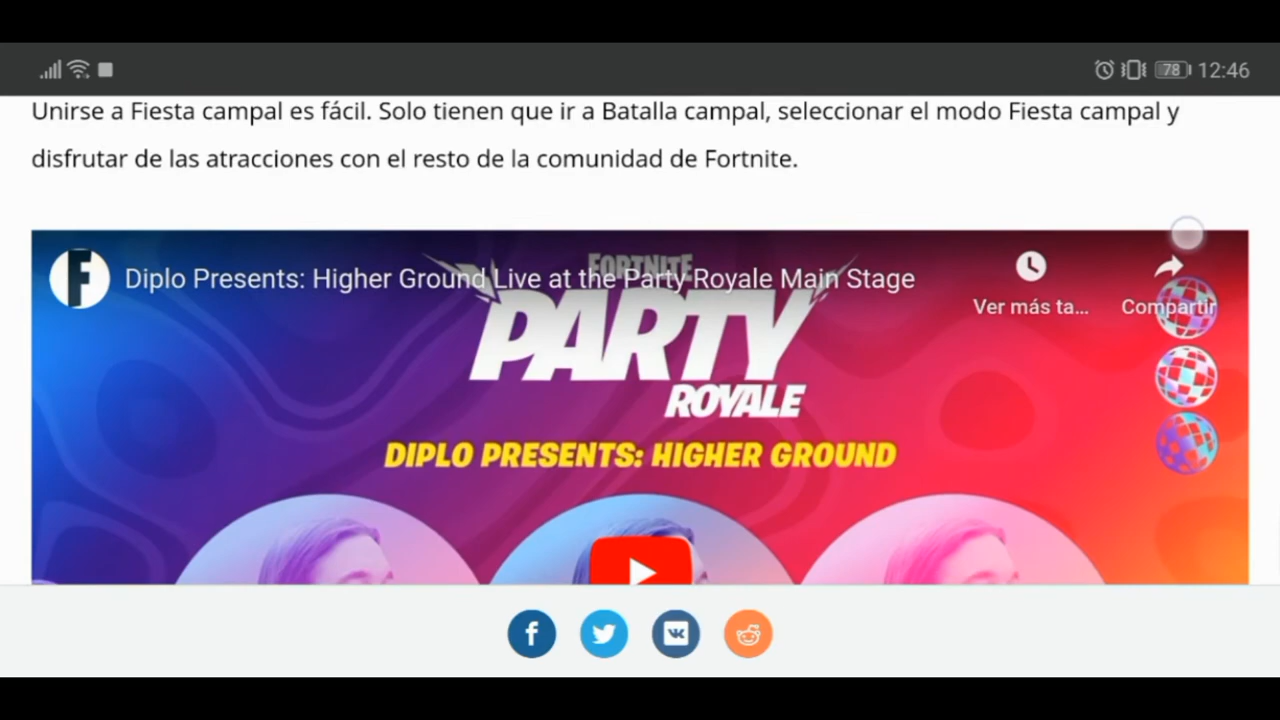 78 12:46
Unirse a Fiesta campal es fácil. Solo tienen que ir a Batalla campal, seleccionar el modo Fiesta campal y
disfrutar de las atracciones con el resto de la comunidad de Fortnite.
F
Diplo Presents: Higher Ground Live at the Party Royale Main Stage
Ver más ta...
Compartir
FORTNITE
PARTY
ROYALE
DIPLO PRESENTS: HIGHER GROUND